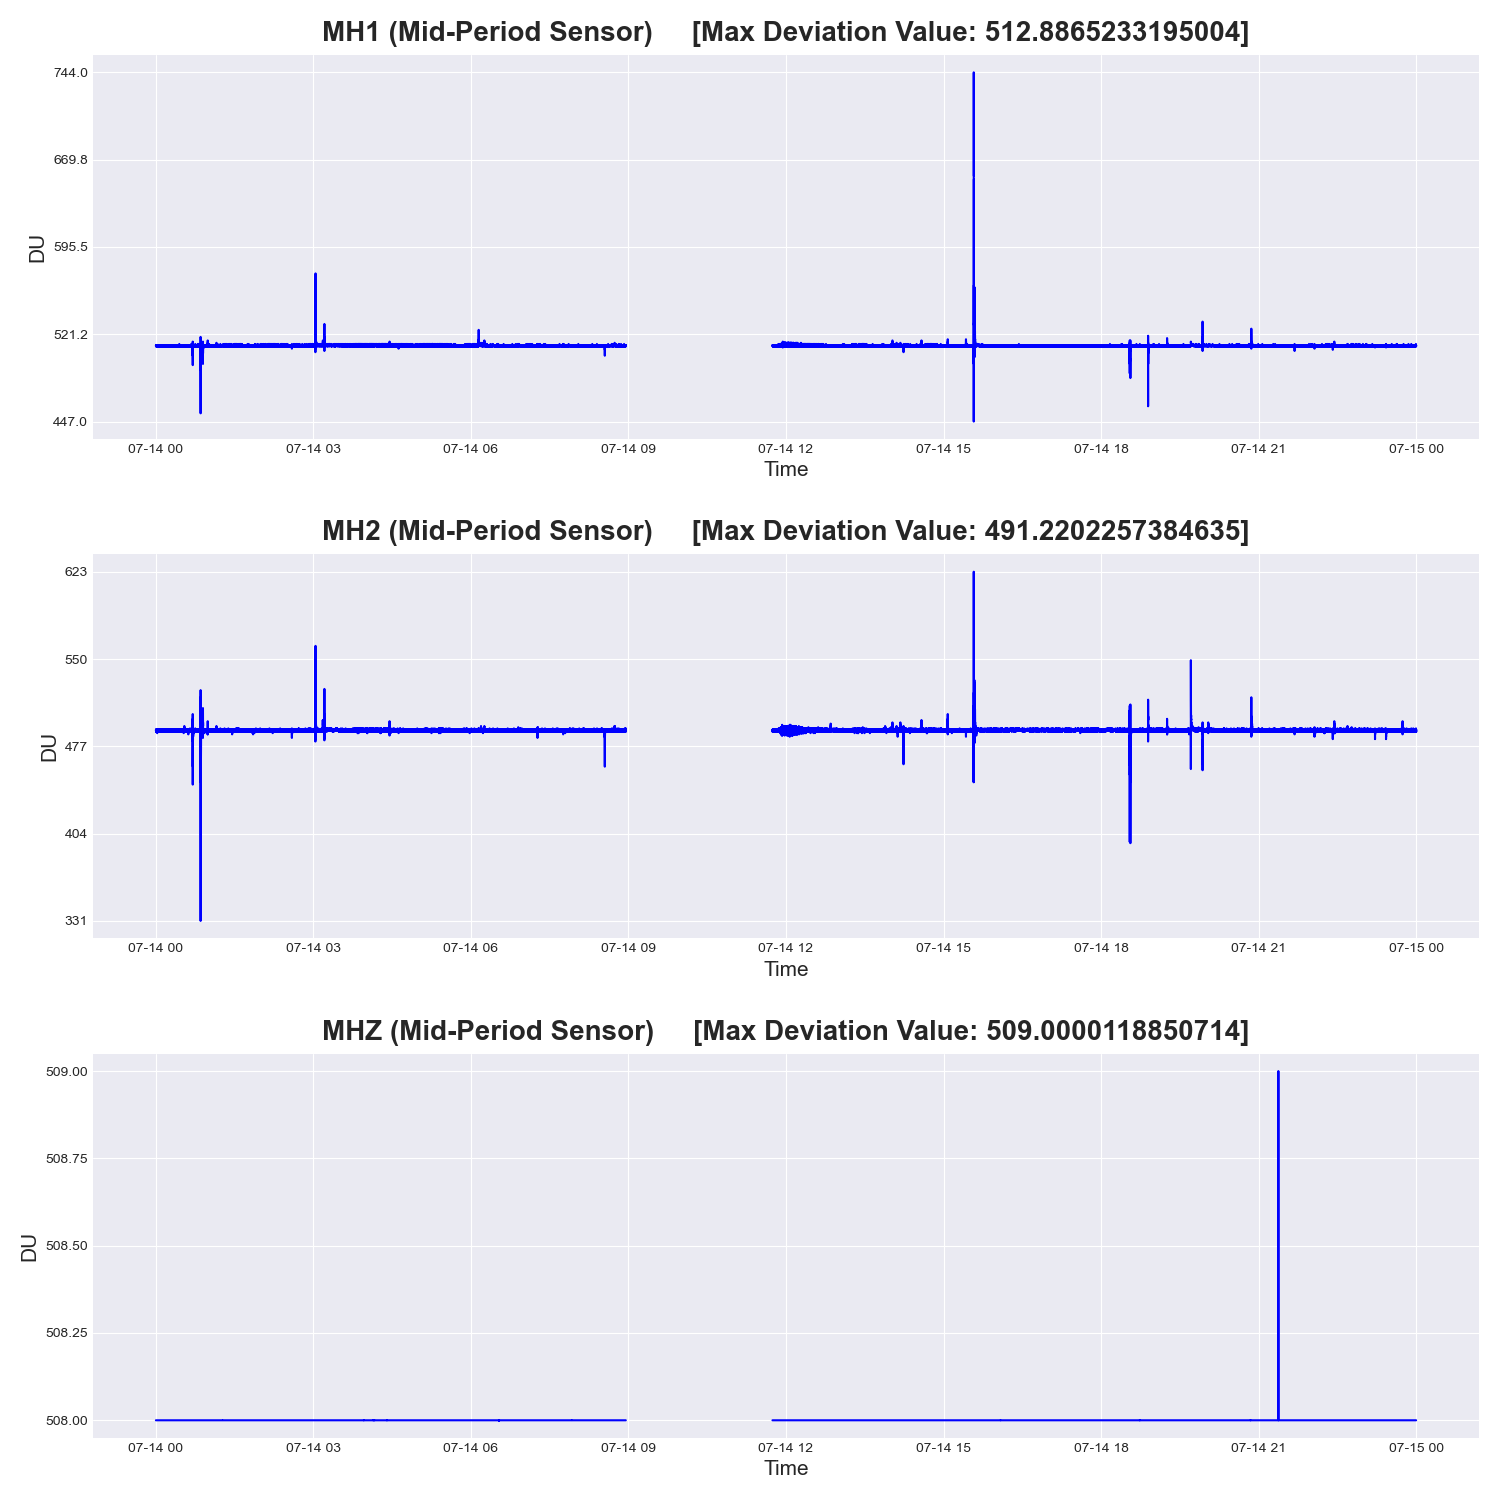 MH1 (Mid-Period Sensor) [Max Deviation Value: 512.8865233195004]
744.0
669.8
595.5
521.2
447.0
DU
07-14 00 07-14 03 07-14 06 07-14 09 07-14 12 07-14 15 07-14 18 07-14 21 07-15 00
Time
MH2 (Mid-Period Sensor) [Max Deviation Value: 491.2202257384635]
623
550
477
404
331
DU
07-14 00 07-14 03 07-14 06 07-14 09 07-14 12 07-14 15 07-14 18 07-14 21 07-15 00
Time
MHZ (Mid-Period Sensor) [Max Deviation Value: 509.0000118850714]
509.00
508.75
508.50
508.25
508.00
DU
07-14 00 07-14 03 07-14 06 07-14 09 07-14 12 07-14 15 07-14 18 07-14 21 07-15 00
Time